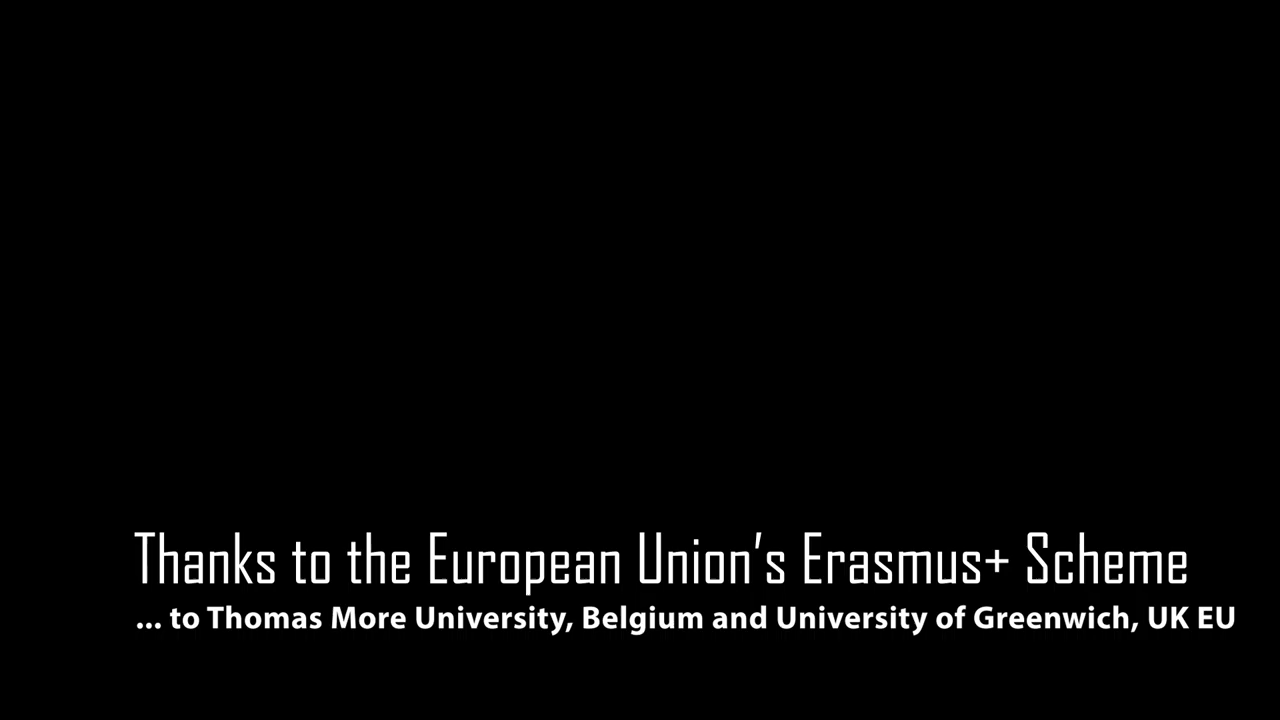 Thanks to the European Union’s Erasmus+ Scheme
... to Thomas More University, Belgium and University of Greenwich, UK EU